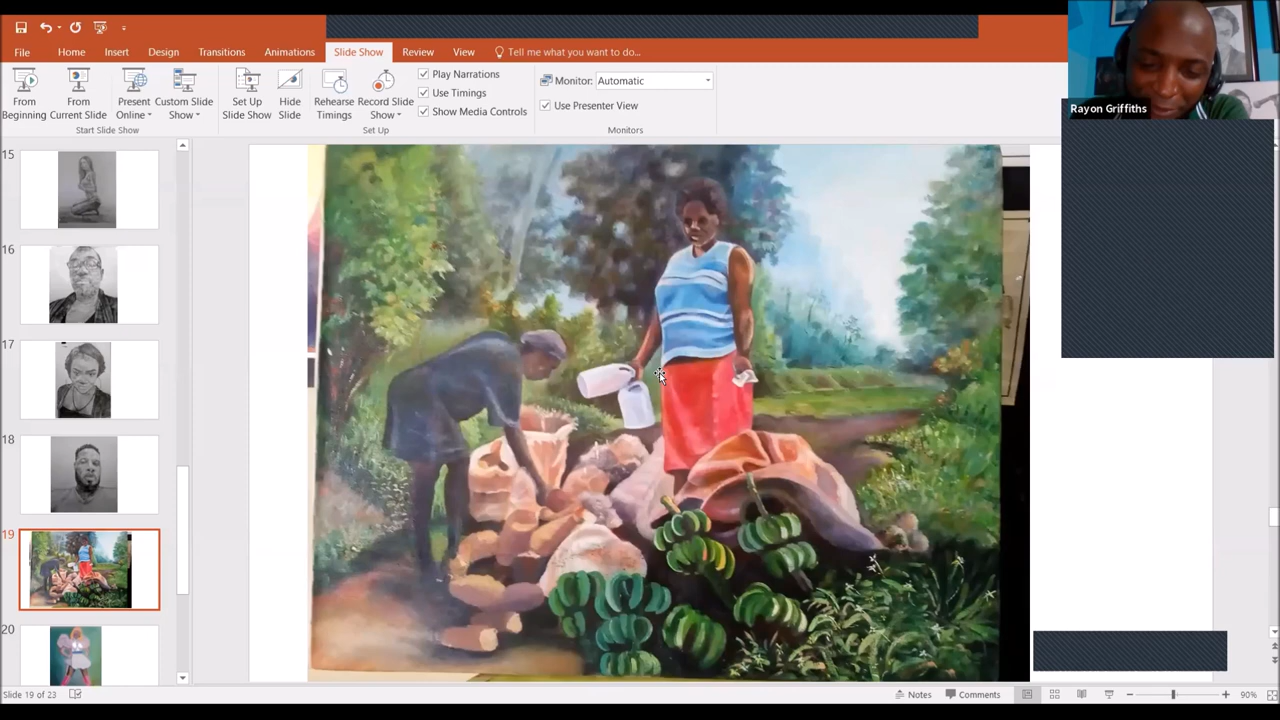 File Home Insert Design Transitions Animations Slide Show Review View Tell me what you want to do...
From Beginning
From Current Slide
Present Online
Custom Slide Show
Start Slide Show
Set Up Slide Show
Hide Slide
Rehearse Timings
Record Slide Show
Play Narrations
Use Timings
Show Media Controls
Set Up
Monitor: Automatic
Use Presenter View
Monitors
Rayon Griffiths
15
16
17
18
19
20
Slide 19 of 23
Notes Comments 90%